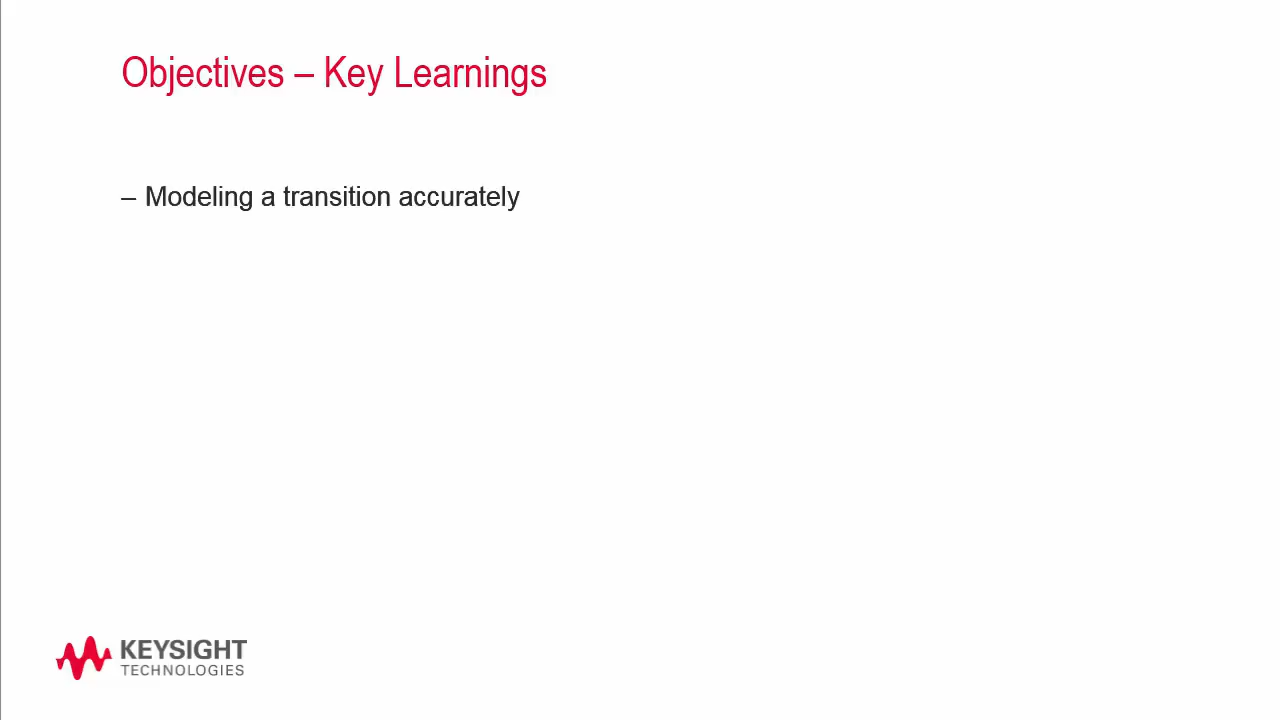 Objectives – Key Learnings
– Modeling a transition accurately
KEYSIGHT
TECHNOLOGIES